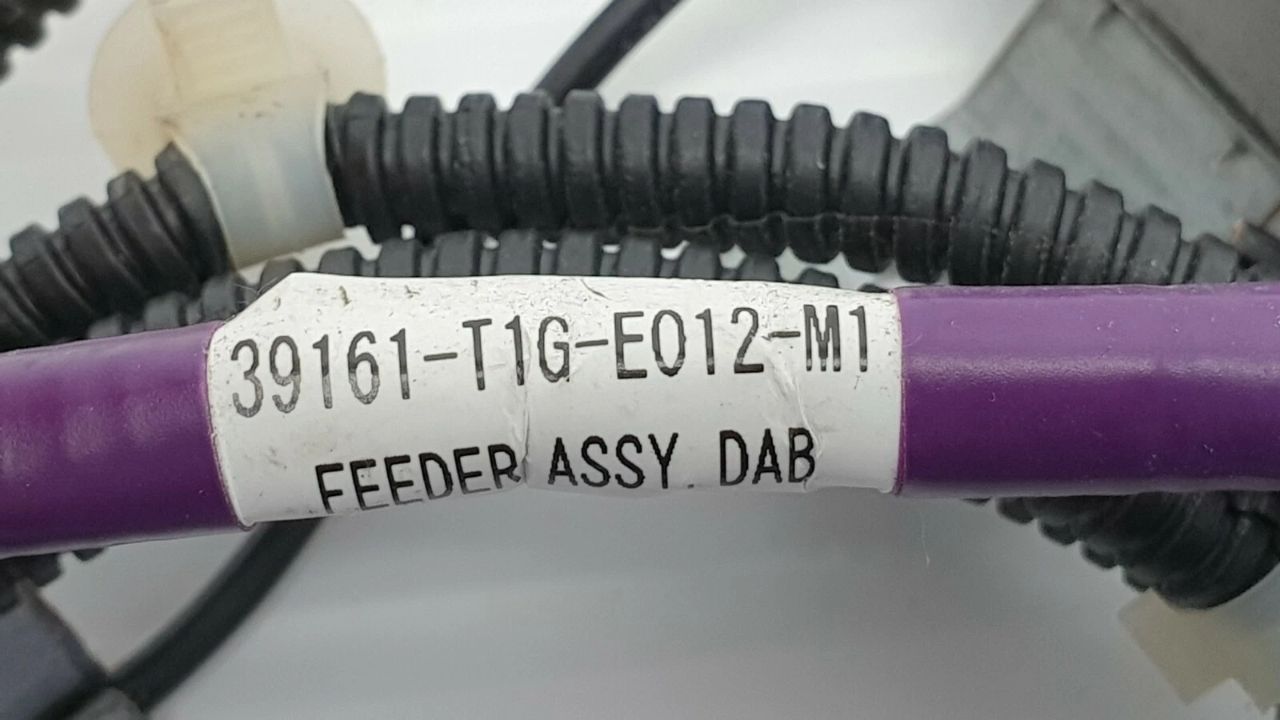 39161-T1G-E012-M1
FEEDER ASSY. DAB